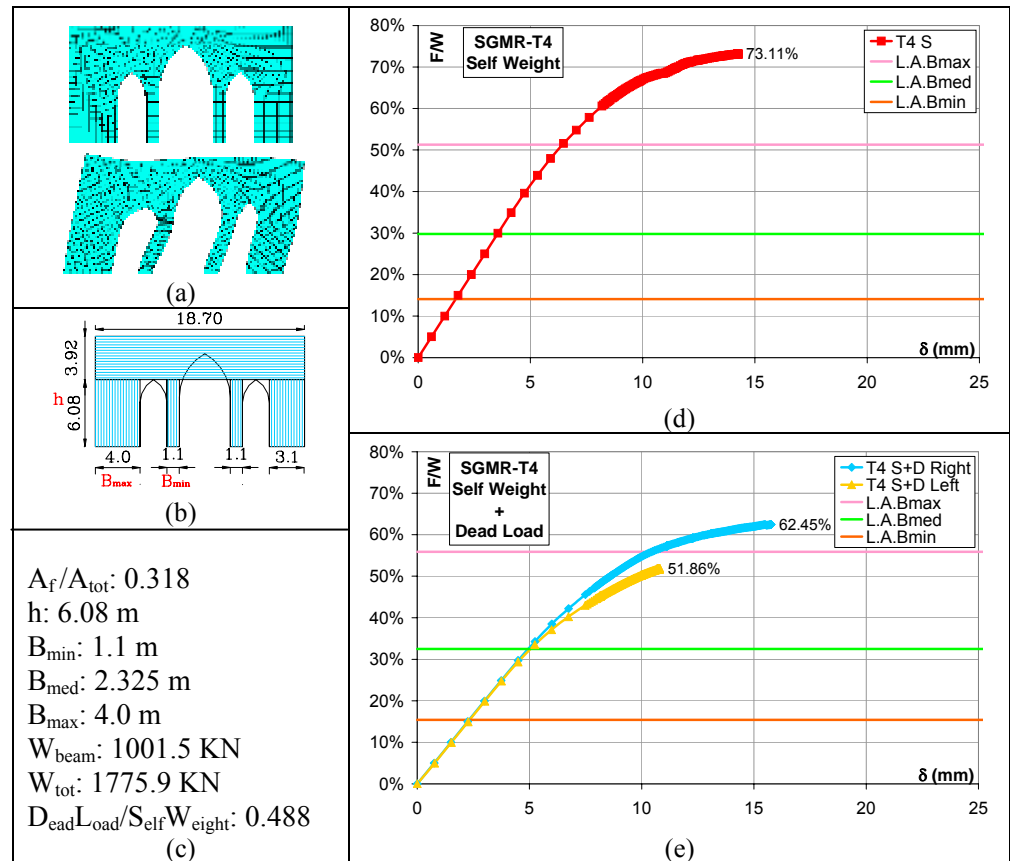 (a)
18.70
3.92
h
6.08
4.0
1.1
1.1
3.1
Bmax
Bmin
(b)
Af/Atot: 0.318
h: 6.08 m
Bmin: 1.1 m
Bmed: 2.325 m
Bmax: 4.0 m
Wbeam: 1001.5 KN
Wtot: 1775.9 KN
DeadLoad/SelfWeight: 0.488
(c)
F/W
SGMR-T4
Self Weight
T4 S
L.A.Bmax
L.A.Bmed
L.A.Bmin
73.11%
80%
70%
60%
50%
40%
30%
20%
10%
0%
δ (mm)
0 5 10 15 20 25
(d)
F/W
SGMR-T4
Self Weight
+
Dead Load
T4 S+D Right
T4 S+D Left
L.A.Bmax
L.A.Bmed
L.A.Bmin
62.45%
51.86%
80%
70%
60%
50%
40%
30%
20%
10%
0%
δ (mm)
0 5 10 15 20 25
(e)